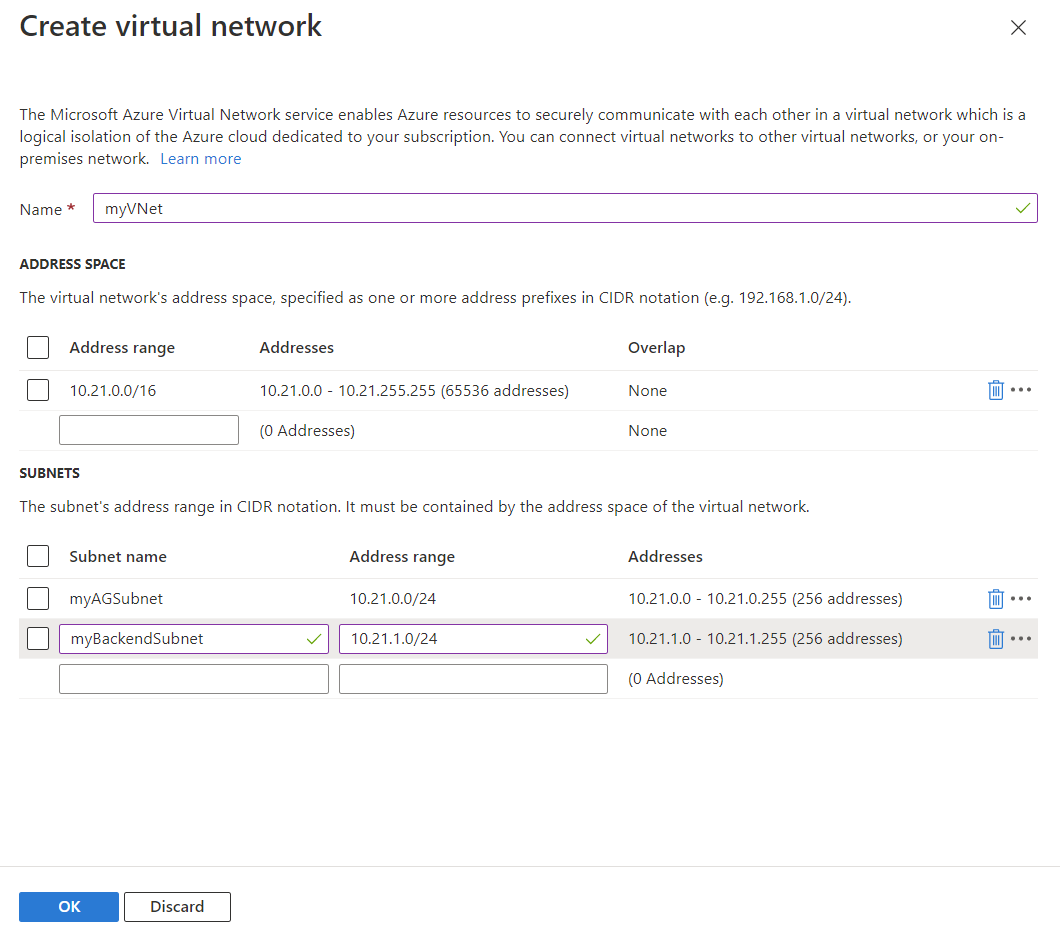 Create virtual network
The Microsoft Azure Virtual Network service enables Azure resources to securely communicate with each other in a virtual network which is a
logical isolation of the Azure cloud dedicated to your subscription. You can connect virtual networks to other virtual networks, or your on-
premises network. Learn more
Name * myVNet
ADDRESS SPACE
The virtual network's address space, specified as one or more address prefixes in CIDR notation (e.g. 192.168.1.0/24).
Address range Addresses Overlap
10.21.0.0/16 10.21.0.0 - 10.21.255.255 (65536 addresses) None
(0 Addresses) None
SUBNETS
The subnet's address range in CIDR notation. It must be contained by the address space of the virtual network.
Subnet name Address range Addresses
myAGSubnet 10.21.0.0/24 10.21.0.0 - 10.21.0.255 (256 addresses)
myBackendSubnet 10.21.1.0/24 10.21.1.0 - 10.21.1.255 (256 addresses)
(0 Addresses)
OK Discard